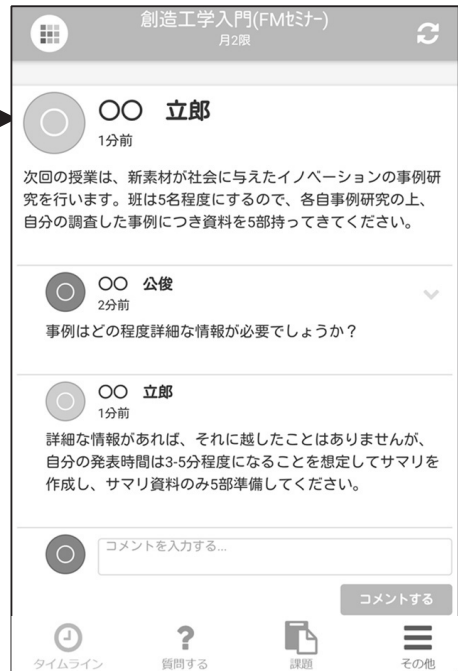 創造工学入門(FMｾﾐﾅｰ)
月2限
〇〇　立郎
1分前
次回の授業は、新素材が社会に与えたイノベーションの事例研
究を行います。班は5名程度にするので、各自事例研究の上、
自分の調査した事例につき資料を5部持ってきてください。
〇〇　公俊
2分前
事例はどの程度詳細な情報が必要でしょうか？
〇〇　立郎
1分前
詳細な情報があれば、それに越したことはありませんが、
自分の発表時間は3-5分程度になることを想定してサマリを
作成し、サマリ資料のみ5部準備してください。
コメントを入力する...
コメントする
タイムライン
質問する
課題
その他